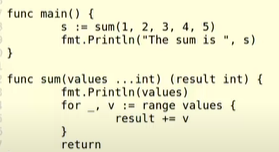 func main() {
        s := sum(1, 2, 3, 4, 5)
        fmt.Println("The sum is ", s)
}

func sum(values ...int) (result int) {
        fmt.Println(values)
        for _, v := range values {
                result += v
        }
        return